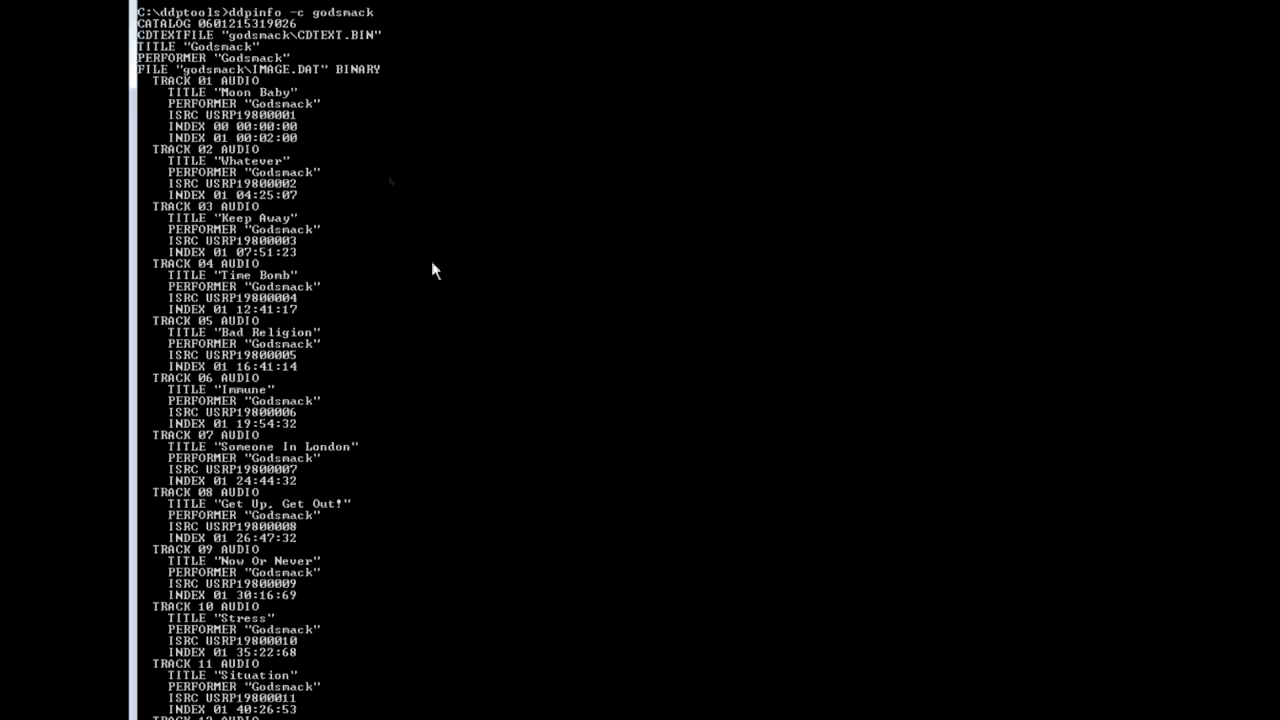 C:\ddptools>ddpinfo -c godsmack
CATALOG 0601215319026
CDTEXTFILE "godsmack\CDTEXT.BIN"
TITLE "Godsmack"
PERFORMER "Godsmack"
FILE "godsmack\IMAGE.DAT" BINARY
TRACK 01 AUDIO
TITLE "Moon Baby"
PERFORMER "Godsmack"
ISRC USRP19800001
INDEX 00 00:00:00
INDEX 01 00:02:00
TRACK 02 AUDIO
TITLE "Whatever"
PERFORMER "Godsmack"
ISRC USRP19800002
INDEX 01 04:25:07
TRACK 03 AUDIO
TITLE "Keep Away"
PERFORMER "Godsmack"
ISRC USRP19800003
INDEX 01 07:51:23
TRACK 04 AUDIO
TITLE "Time Bomb"
PERFORMER "Godsmack"
ISRC USRP19800004
INDEX 01 12:41:17
TRACK 05 AUDIO
TITLE "Bad Religion"
PERFORMER "Godsmack"
ISRC USRP19800005
INDEX 01 16:41:14
TRACK 06 AUDIO
TITLE "Immune"
PERFORMER "Godsmack"
ISRC USRP19800006
INDEX 01 19:54:32
TRACK 07 AUDIO
TITLE "Someone In London"
PERFORMER "Godsmack"
ISRC USRP19800007
INDEX 01 24:44:32
TRACK 08 AUDIO
TITLE "Get Up, Get Out!"
PERFORMER "Godsmack"
ISRC USRP19800008
INDEX 01 26:47:32
TRACK 09 AUDIO
TITLE "Now Or Never"
PERFORMER "Godsmack"
ISRC USRP19800009
INDEX 01 30:16:69
TRACK 10 AUDIO
TITLE "Stress"
PERFORMER "Godsmack"
ISRC USRP19800010
INDEX 01 35:22:68
TRACK 11 AUDIO
TITLE "Situation"
PERFORMER "Godsmack"
ISRC USRP19800011
INDEX 01 40:26:53